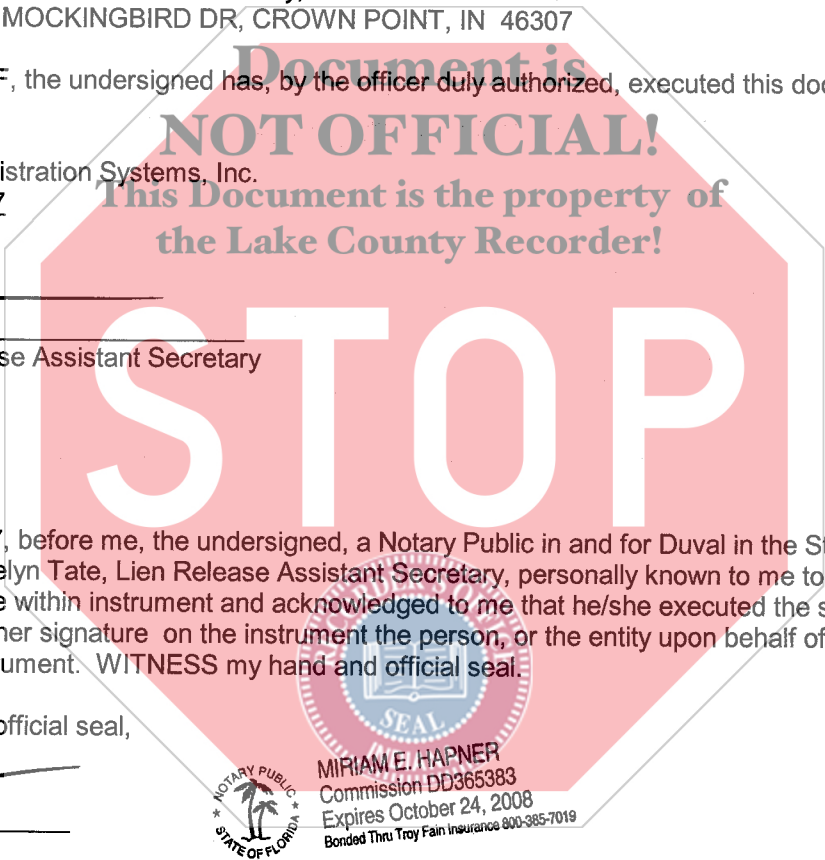 MOCKINGBIRD DR, CROWN POINT, IN 46307
Document is
, the undersigned has, by the officer duly authorized, executed this
NOT OFFICIAL!
istration Systems, Inc.
This Document is the property of
the Lake County Recorder!
se Assistant Secretary
STOP
, before me, the undersigned, a Notary Public in and for Duval in the
elyn Tate, Lien Release Assistant Secretary, personally known to me to
within instrument and acknowledged to me that he/she executed the
her signature on the instrument the person, or the entity upon behalf of
ument. WITNESS my hand and official seal.
RECORDER'S OFFICE
SEAL
official seal,
NOTARY PUBLIC
STATE OF FLORIDA
MIRIAM E. HAPNER
Commission DD365383
Expires October 24, 2008
Bonded Thru Troy Fain Insurance 800-385-7019